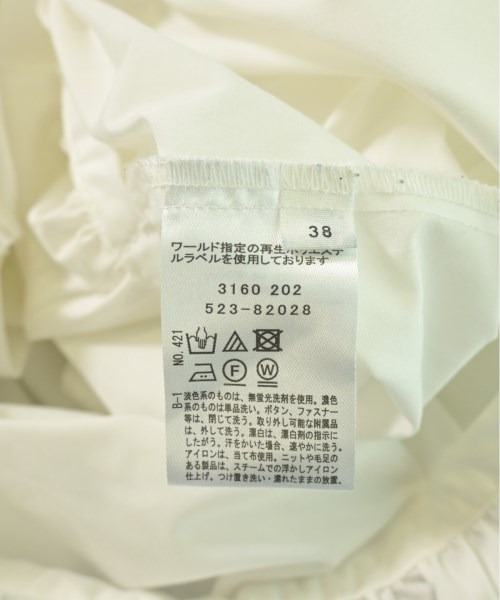 38
ワールド指定の再生ポリエステ
ルラベルを使用しております
3160 202
523-82028
NO.421
F
W
B-1
淡色系のものは、無蛍光洗剤を使用。濃色
系のものは単品洗い。ボタン、ファスナー
等は、閉じて洗う。取り外し可能な附属品
は、外して洗う。漂白は、漂白剤の指示に
したがう。汗をかいた場合、速やかに洗う。
アイロンは、当て布使用。ニットや毛足の
ある製品は、スチームでの浮かしアイロン
仕上げ。つけ置き洗い・濡れたままの放置。